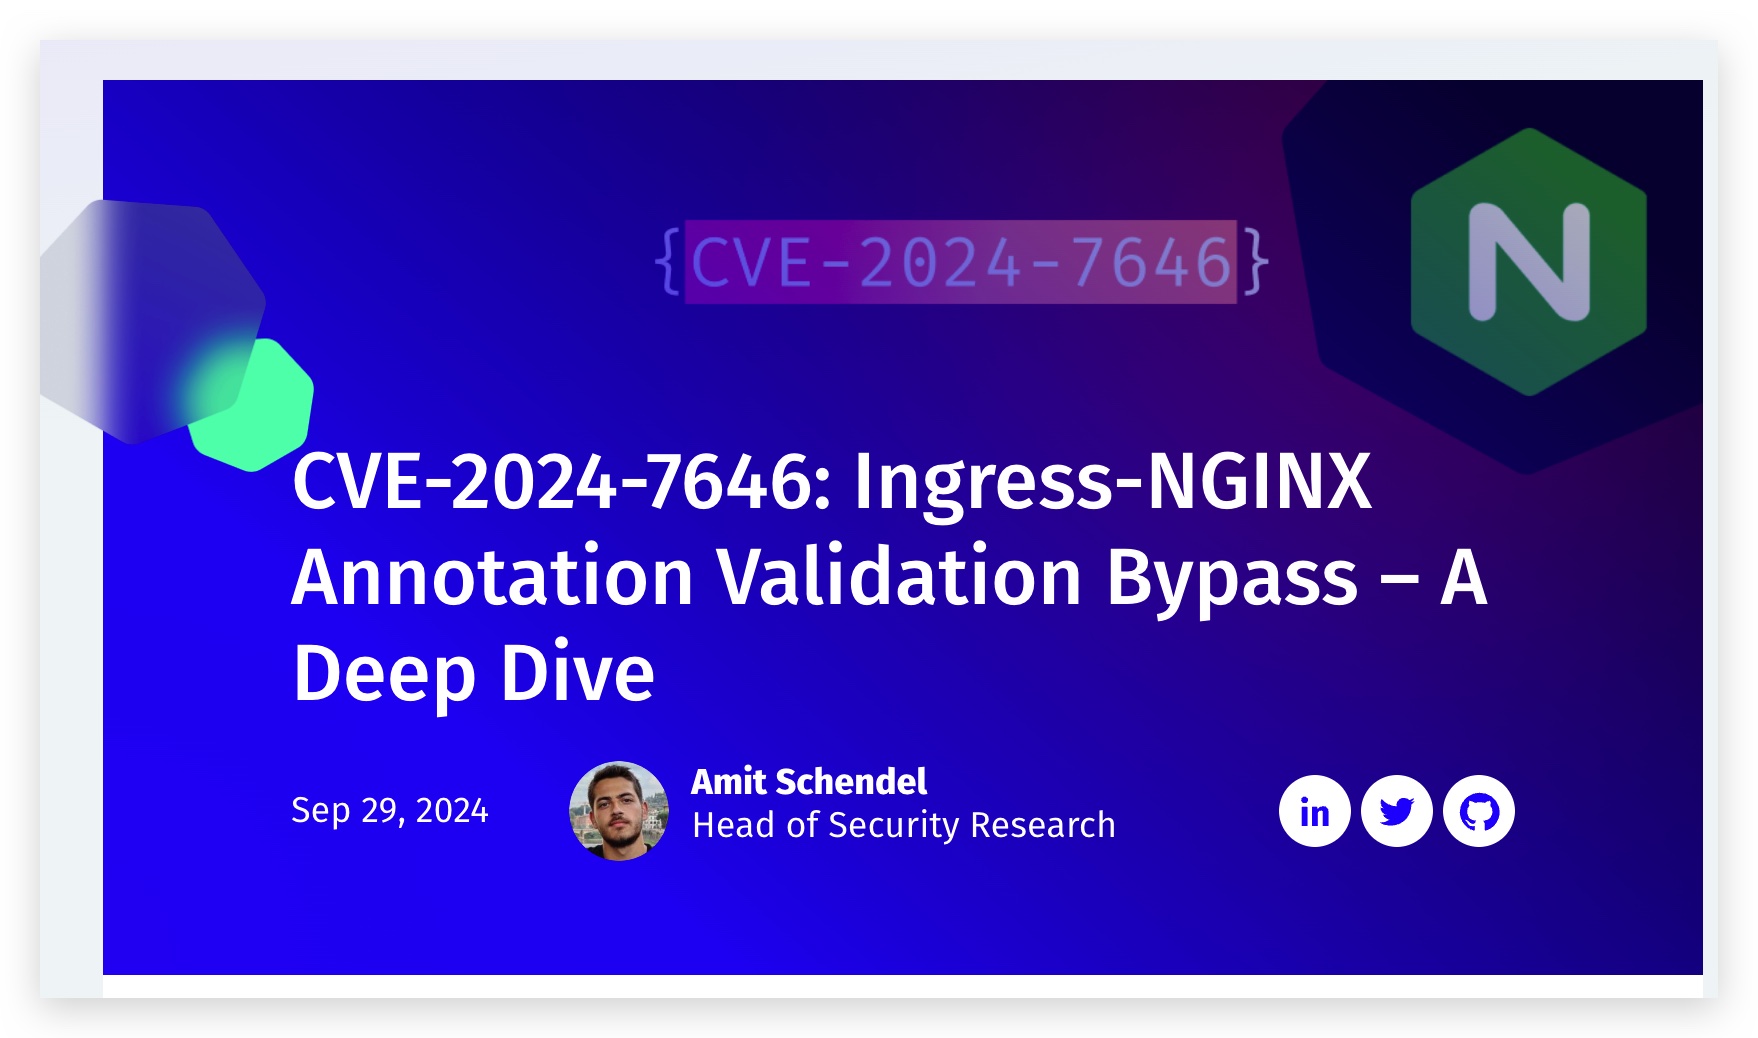 {CVE-2024-7646}
N
CVE-2024-7646: Ingress-NGINX
Annotation Validation Bypass – A
Deep Dive
Sep 29, 2024
Amit Schendel
Head of Security Research
in